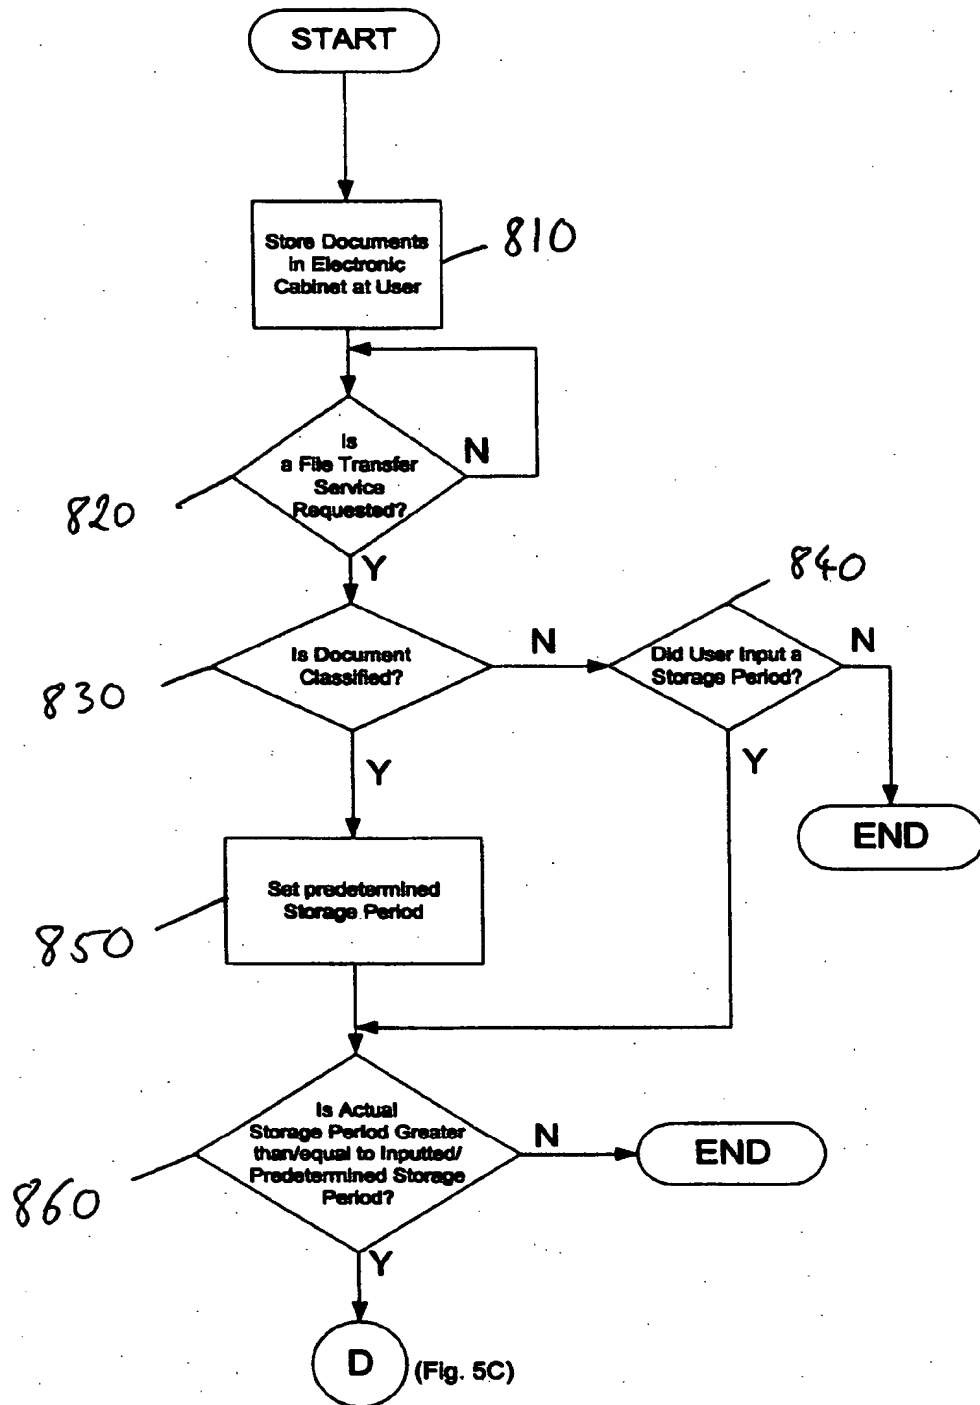 START
Store Documents
in Electronic
Cabinet at User
810
Is
a File Transfer
Service
Requested?
N
820
Y
840
Is Document
Classified?
N
Did User Input a
Storage Period?
N
830
Y
Y
END
Set predetermined
Storage Period
850
Is Actual
Storage Period Greater
than/equal to Inputted/
Predetermined Storage
Period?
N
END
860
Y
D
(Fig. 5C)